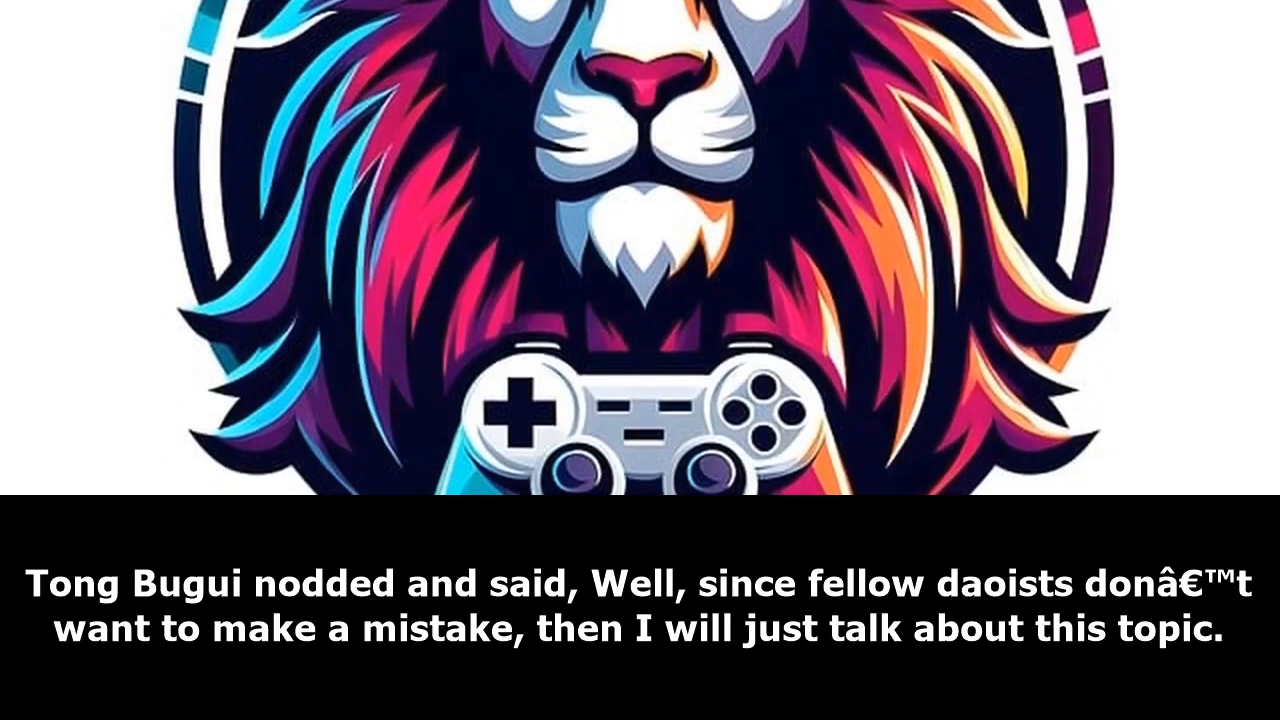 Tong Bugui nodded and said, Well, since fellow daoists donâ€™t
want to make a mistake, then I will just talk about this topic.